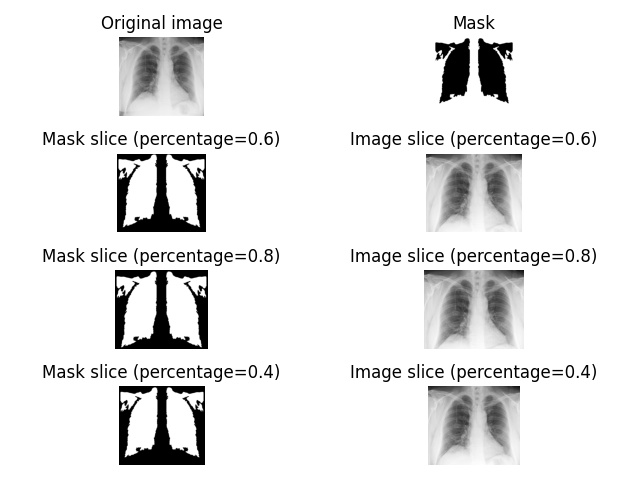 Original image
Mask
Mask slice (percentage=0.6)
Image slice (percentage=0.6)
Mask slice (percentage=0.8)
Image slice (percentage=0.8)
Mask slice (percentage=0.4)
Image slice (percentage=0.4)